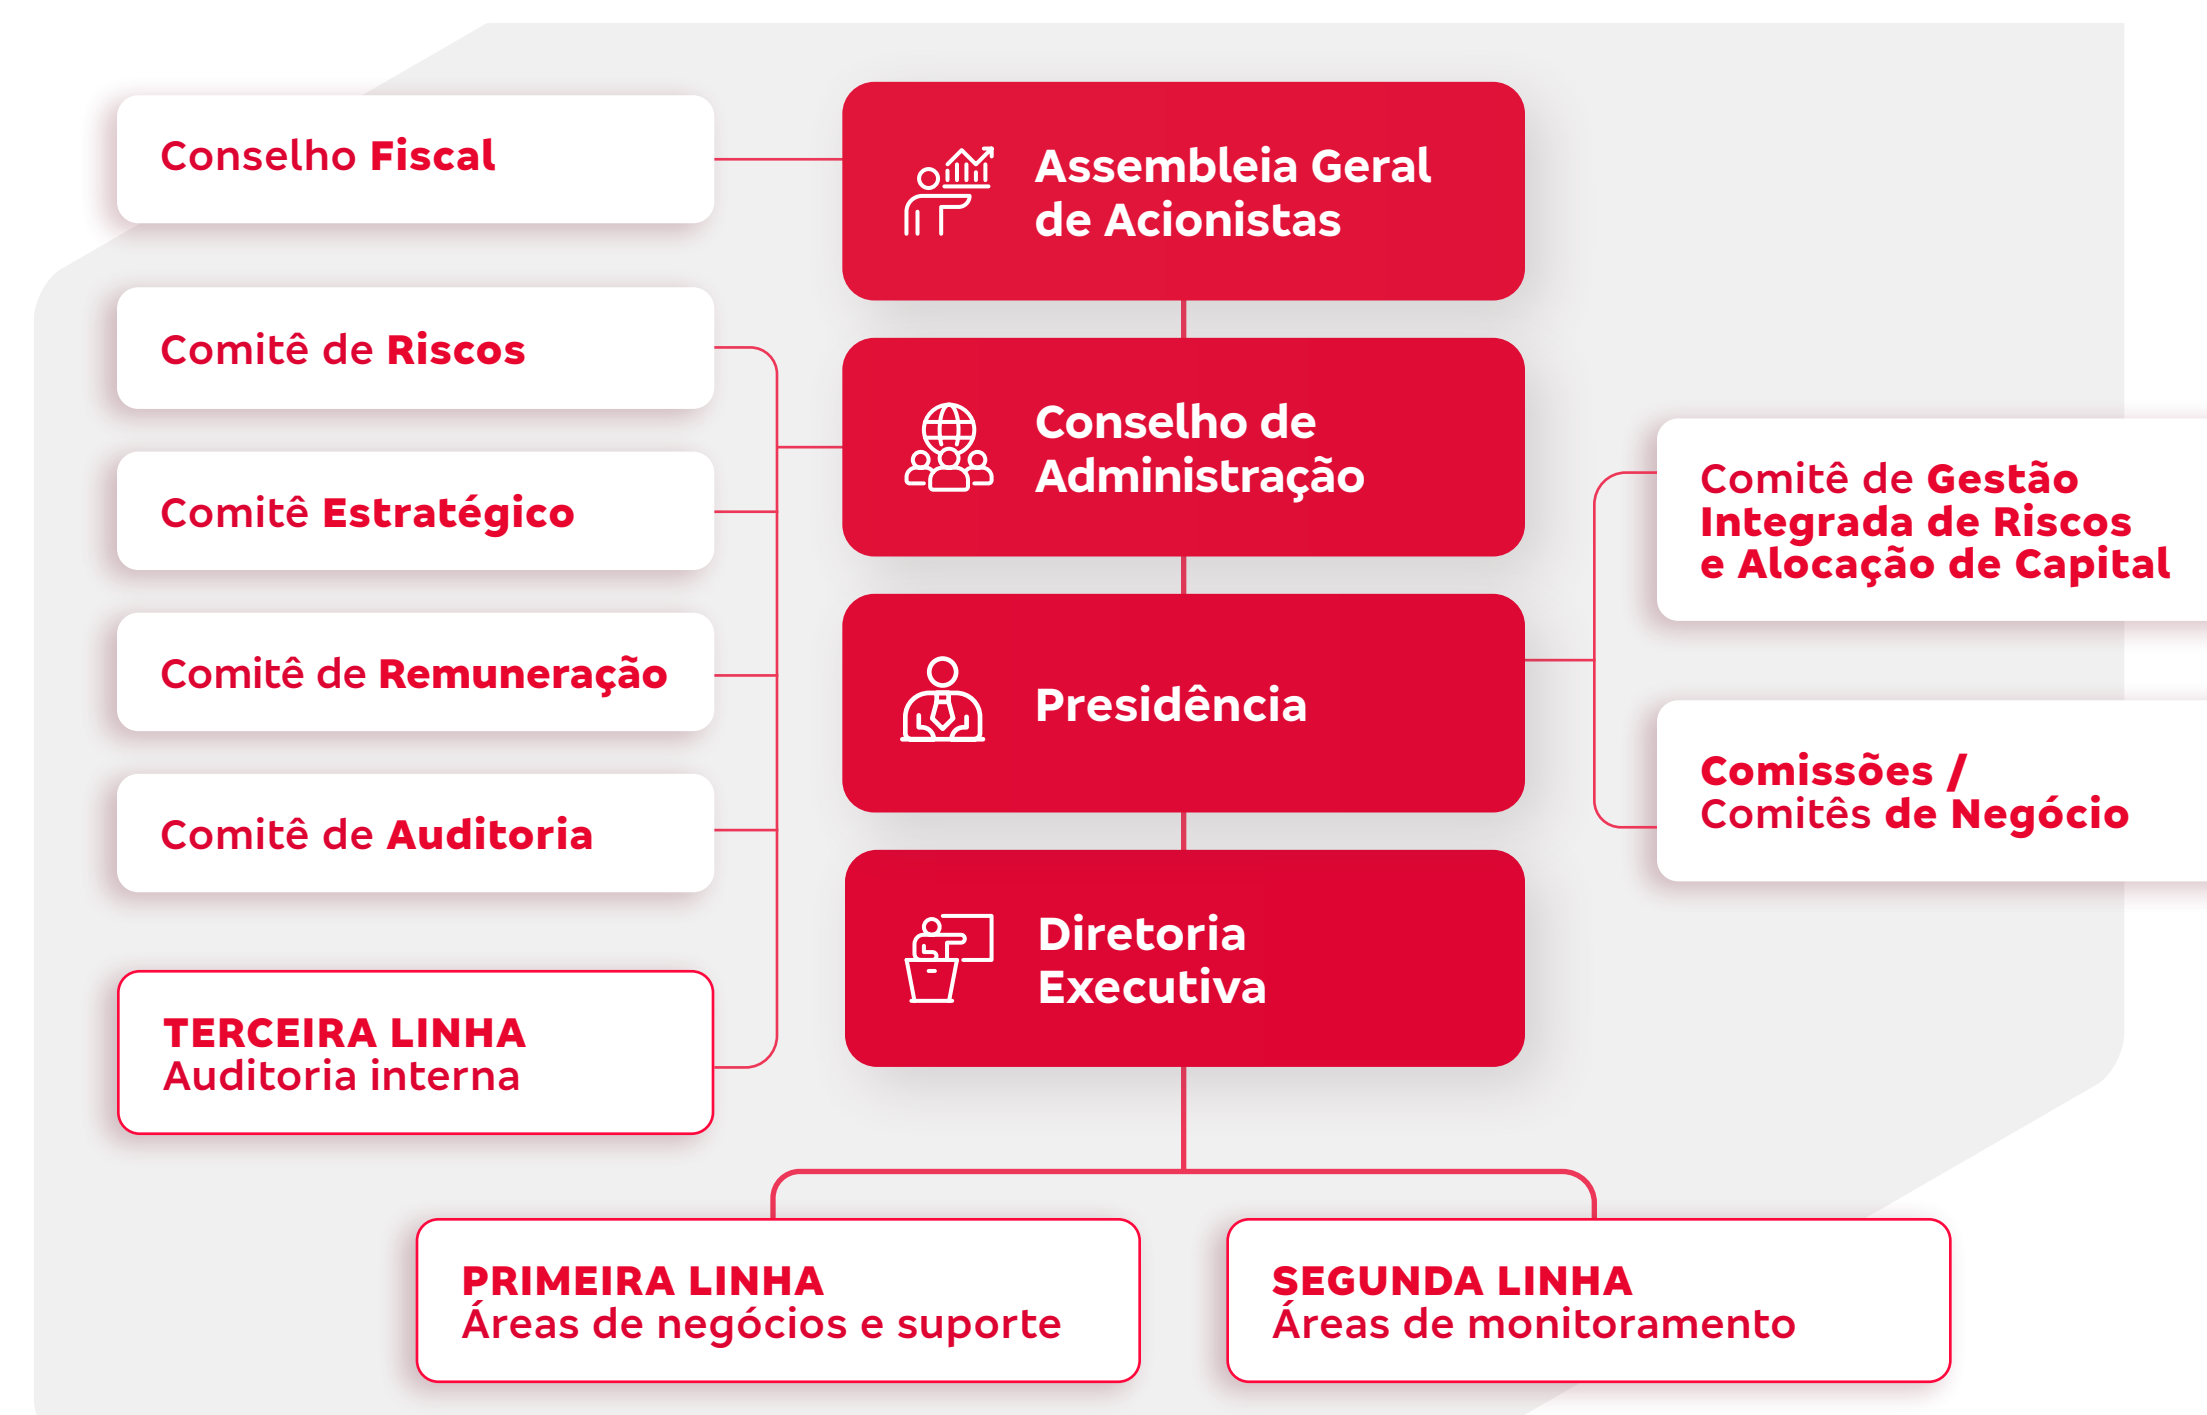 Conselho Fiscal
Assembleia Geral
de Acionistas
Comitê de Riscos
Comitê Estratégico
Comitê de Remuneração
Comitê de Auditoria
TERCEIRA LINHA
Auditoria interna
Conselho de
Administração
Presidência
Comitê de Gestão
Integrada de Riscos
e Alocação de Capital
Comissões /
Comitês de Negócio
Diretoria
Executiva
PRIMEIRA LINHA
Áreas de negócios e suporte
SEGUNDA LINHA
Áreas de monitoramento